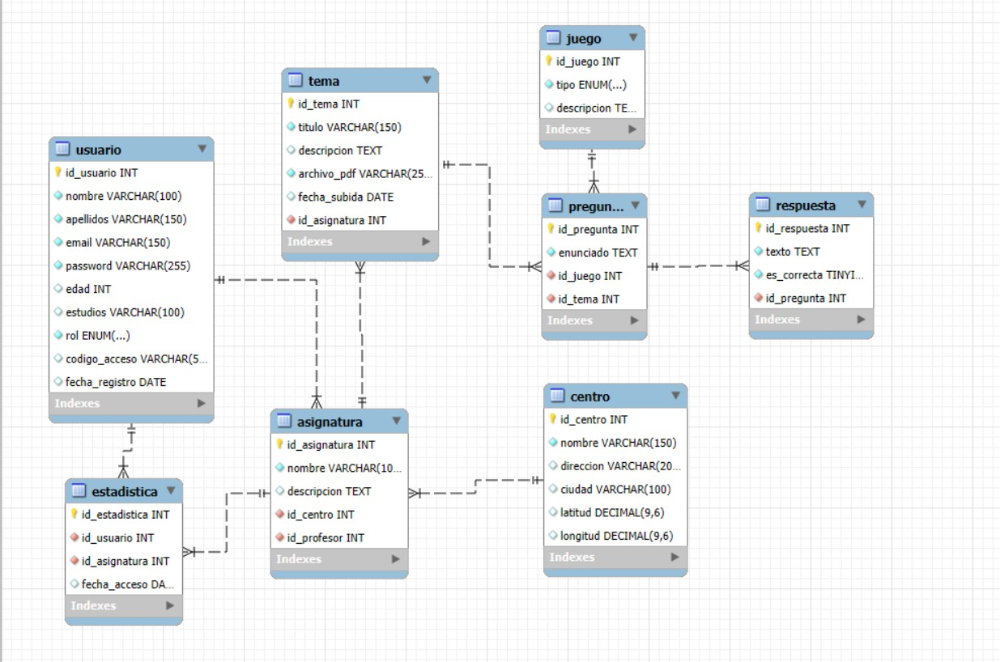 juego
id_juego INT
tipo ENUM(...)
descripcion TE...
Indexes
tema
id_tema INT
titulo VARCHAR(150)
descripcion TEXT
archivo_pdf VARCHAR(25...
fecha_subida DATE
id_asignatura INT
Indexes
usuario
id_usuario INT
nombre VARCHAR(100)
apellidos VARCHAR(150)
email VARCHAR(150)
password VARCHAR(255)
edad INT
estudios VARCHAR(100)
rol ENUM(...)
codigo_acceso VARCHAR(5...
fecha_registro DATE
Indexes
pregun...
id_pregunta INT
enunciado TEXT
id_juego INT
id_tema INT
Indexes
respuesta
id_respuesta INT
texto TEXT
es_correcta TINYI...
id_pregunta INT
Indexes
centro
id_centro INT
nombre VARCHAR(150)
direccion VARCHAR(20...
ciudad VARCHAR(100)
latitud DECIMAL(9,6)
longitud DECIMAL(9,6)
Indexes
asignatura
id_asignatura INT
nombre VARCHAR(10...
descripcion TEXT
id_centro INT
id_profesor INT
Indexes
estadistica
id_estadistica INT
id_usuario INT
id_asignatura INT
fecha_acceso DA...
Indexes